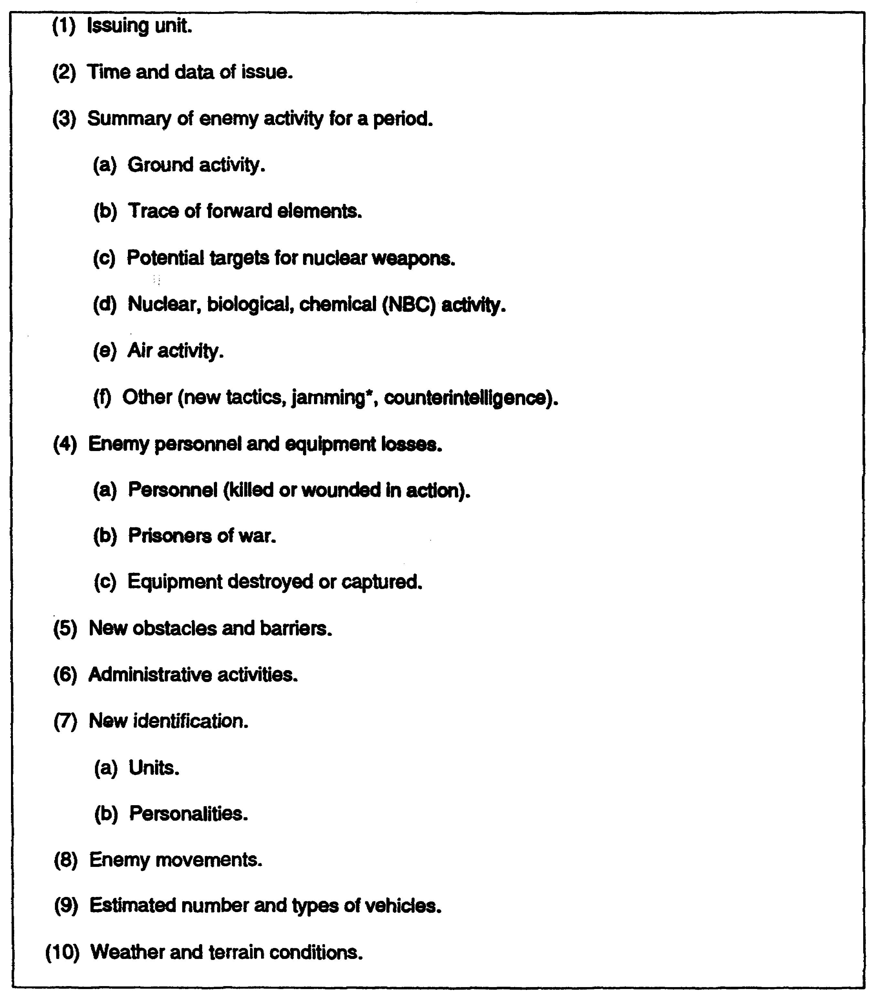 (1) Issuing unit.
(2) Time and data of issue.
(3) Summary of enemy activity for a period.
(a) Ground activity.
(b) Trace of forward elements.
(c) Potential targets for nuclear weapons.
(d) Nuclear, biological, chemical (NBC) activity.
(e) Air activity.
(f) Other (new tactics, jamming*, counterintelligence).
(4) Enemy personnel and equipment losses.
(a) Personnel (killed or wounded in action).
(b) Prisoners of war.
(c) Equipment destroyed or captured.
(5) New obstacles and barriers.
(6) Administrative activities.
(7) New identification.
(a) Units.
(b) Personalities.
(8) Enemy movements.
(9) Estimated number and types of vehicles.
(10) Weather and terrain conditions.